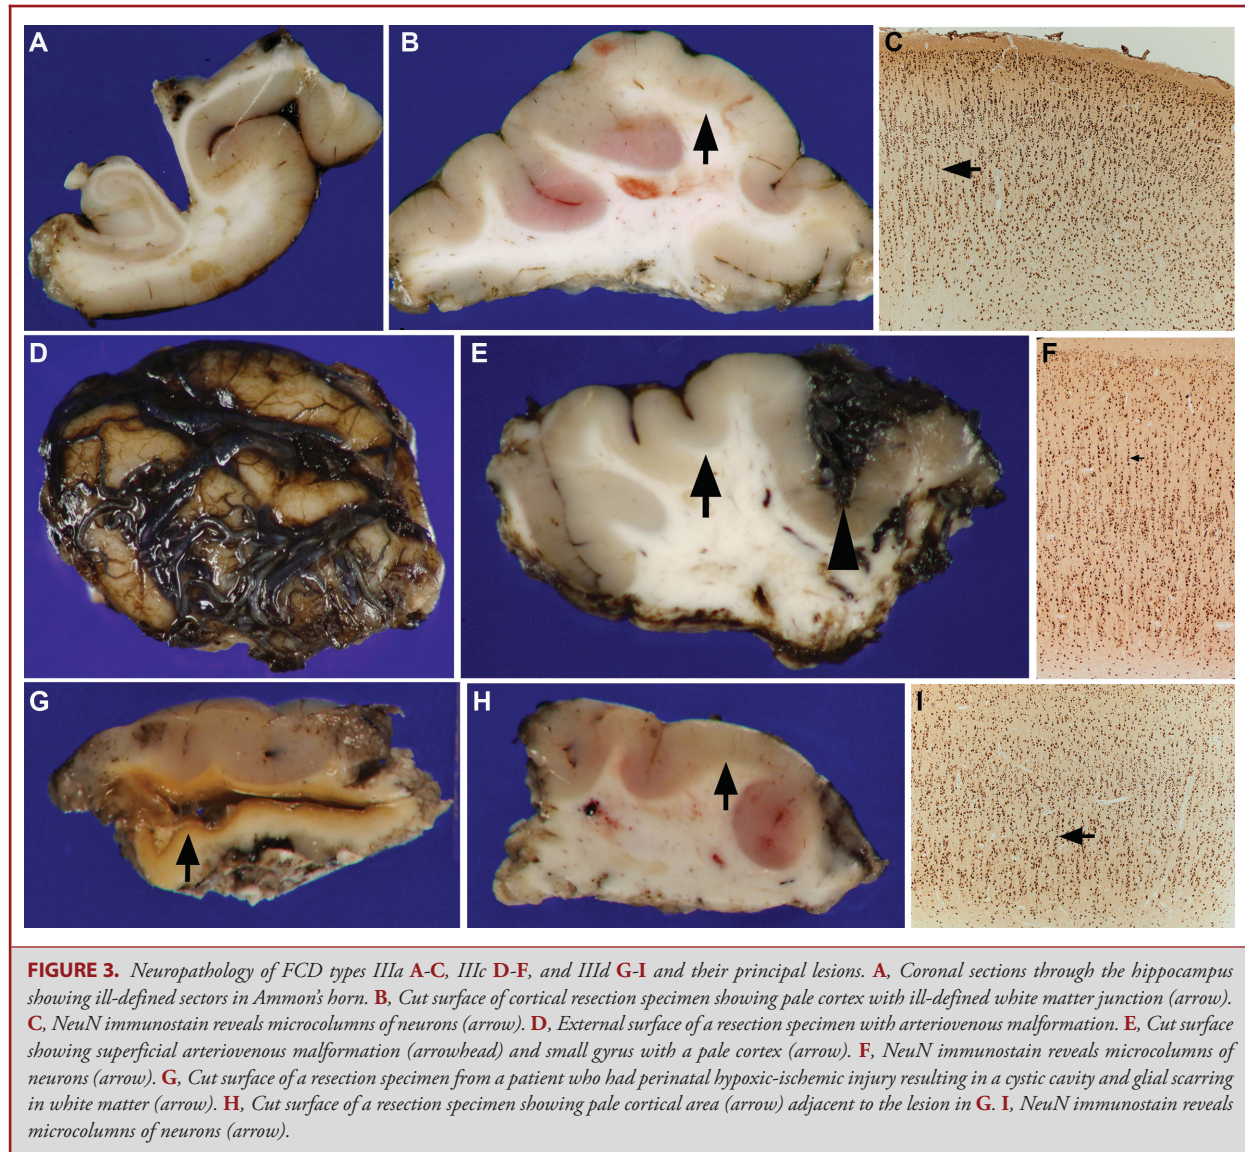 A
B
C
D
E
F
G
H
I
FIGURE 3. Neuropathology of FCD types IIIa A-C, IIIc D-F, and IIId G-I and their principal lesions. A, Coronal sections through the hippocampus
showing ill-defined sectors in Ammon's horn. B, Cut surface of cortical resection specimen showing pale cortex with ill-defined white matter junction (arrow).
C, NeuN immunostain reveals microcolumns of neurons (arrow). D, External surface of a resection specimen with arteriovenous malformation. E, Cut surface
showing superficial arteriovenous malformation (arrowhead) and small gyrus with a pale cortex (arrow). F, NeuN immunostain reveals microcolumns of
neurons (arrow). G, Cut surface of a resection specimen from a patient who had perinatal hypoxic-ischemic injury resulting in a cystic cavity and glial scarring
in white matter (arrow). H, Cut surface of a resection specimen showing pale cortical area (arrow) adjacent to the lesion in G. I, NeuN immunostain reveals
microcolumns of neurons (arrow).